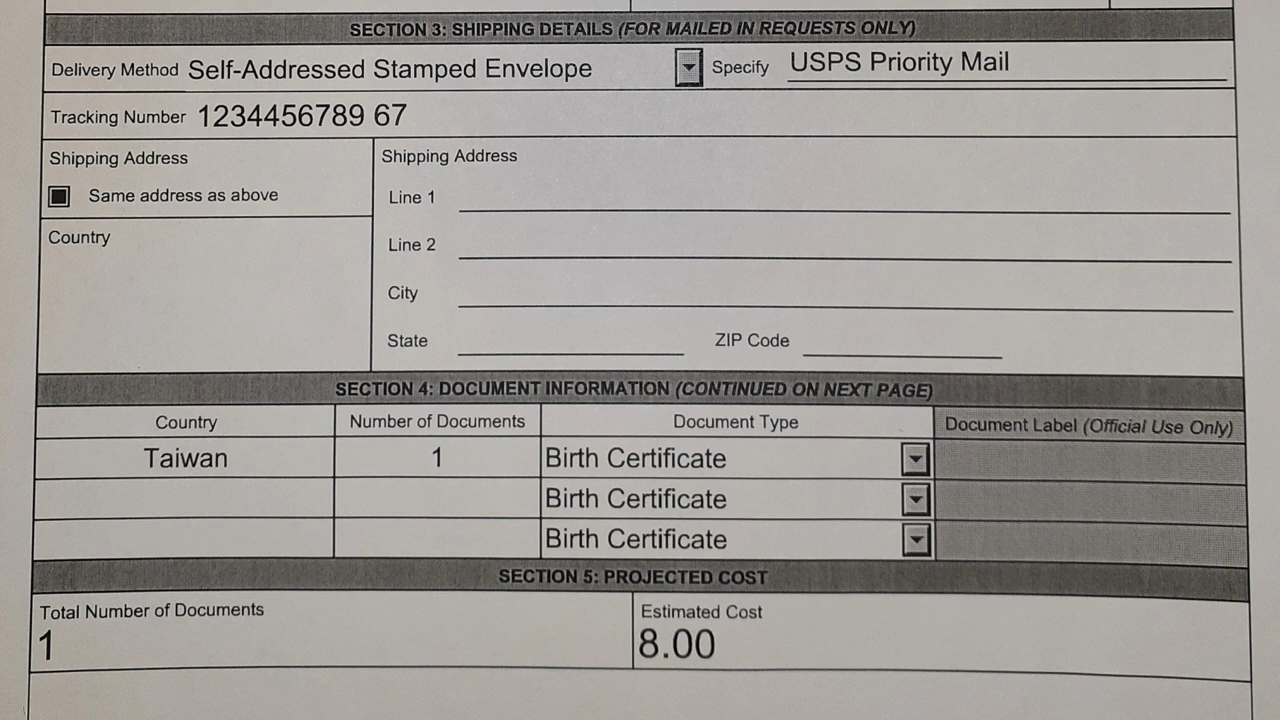 SECTION 3: SHIPPING DETAILS (FOR MAILED IN REQUESTS ONLY)
Delivery Method Self-Addressed Stamped Envelope Specify USPS Priority Mail
Tracking Number 1234456789 67
Shipping Address
Same address as above
Country
Shipping Address
Line 1
Line 2
City
State ZIP Code
SECTION 4: DOCUMENT INFORMATION (CONTINUED ON NEXT PAGE)
Country Number of Documents Document Type Document Label (Official Use Only)
Taiwan 1 Birth Certificate
Birth Certificate
Birth Certificate
SECTION 5: PROJECTED COST
Total Number of Documents Estimated Cost
1 8.00